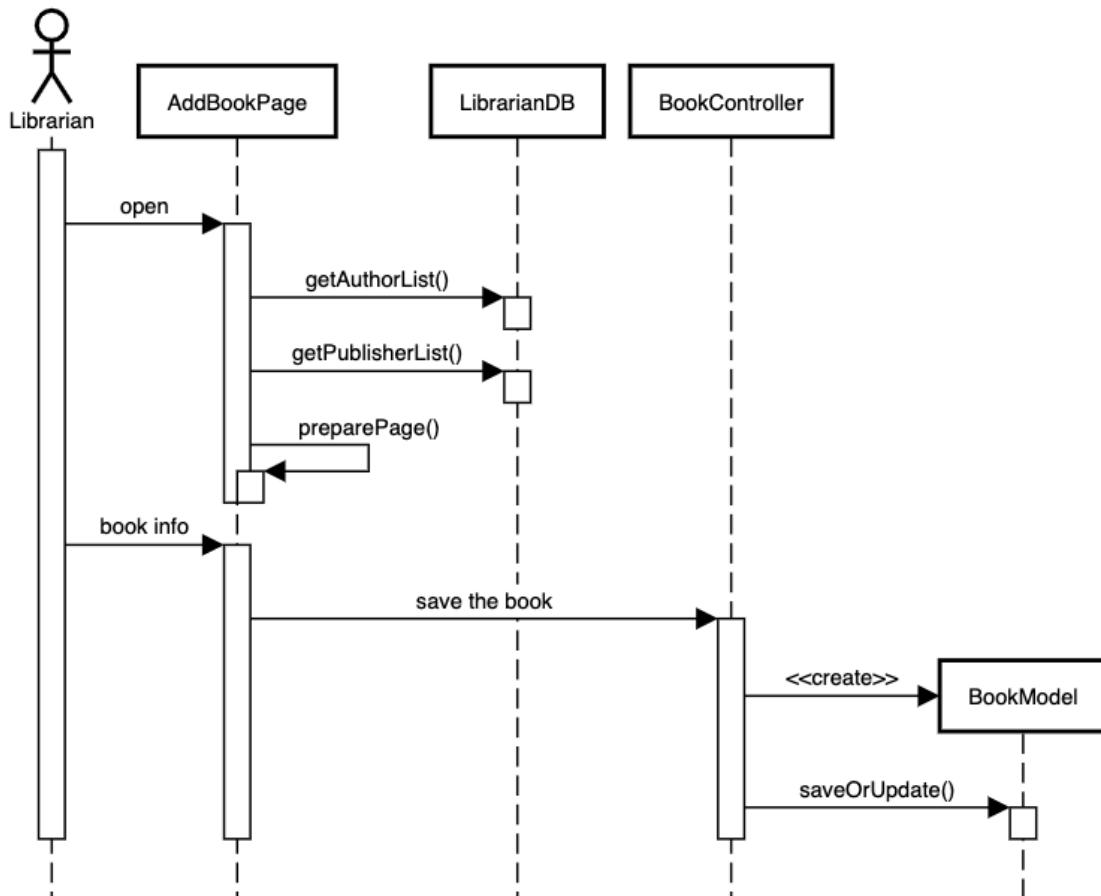 Librarian
AddBookPage
LibrarianDB
BookController
open
getAuthorList()
getPublisherList()
preparePage()
book info
save the book
<<create>>
BookModel
saveOrUpdate()